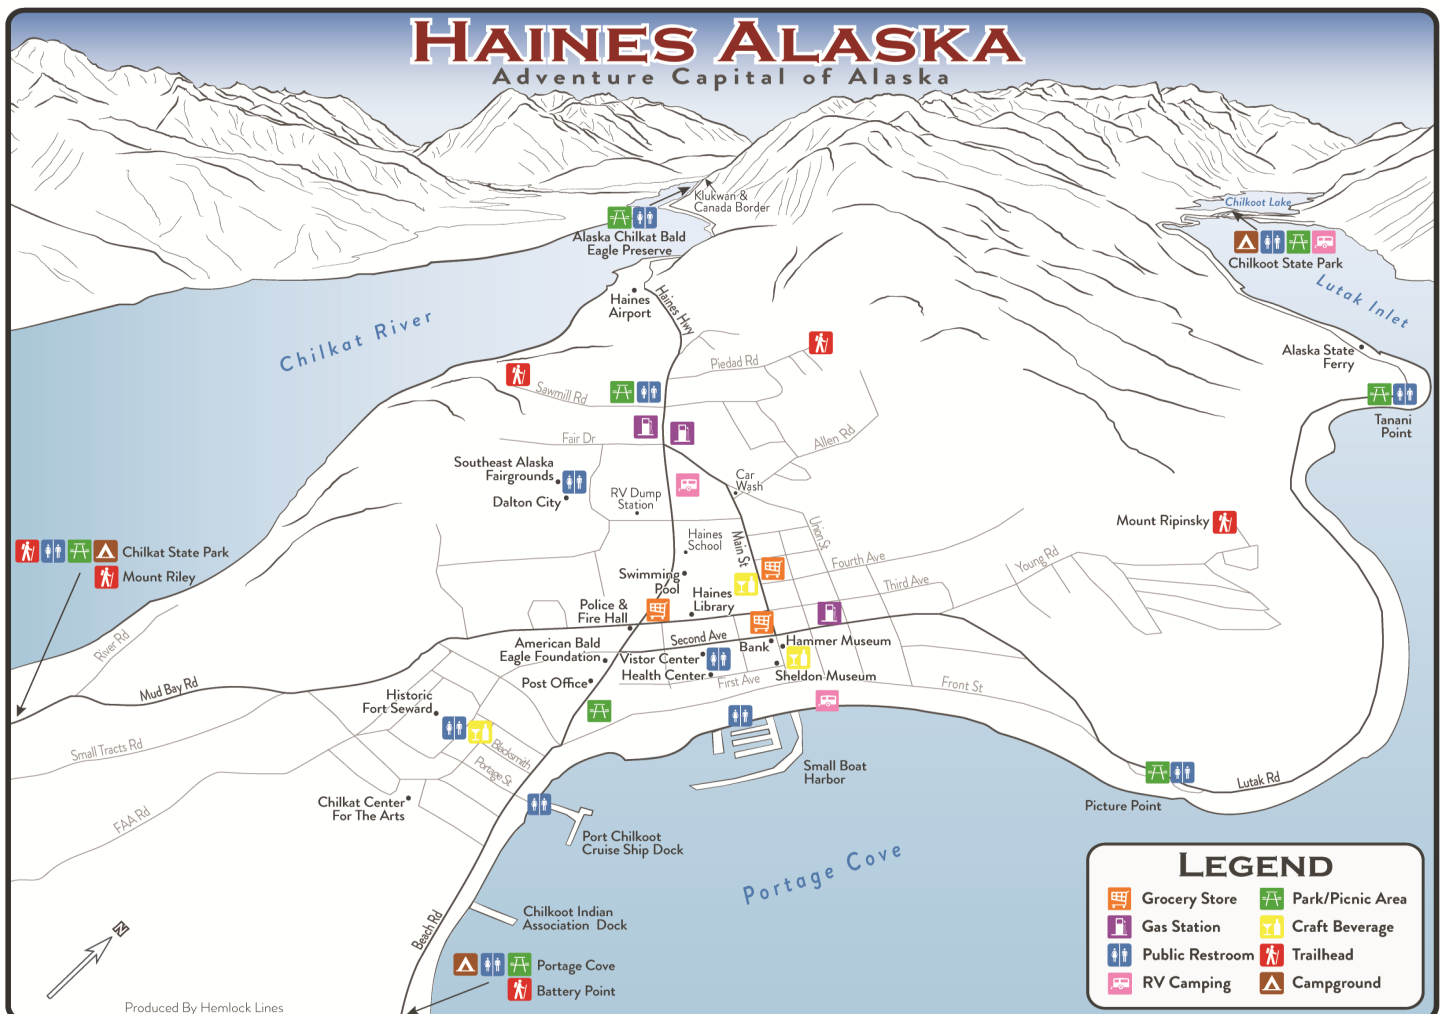 HAINES ALASKA
Adventure Capital of Alaska
Klukwan &
Canada Border
Chilkoot Lake
Alaska Chilkat Bald
Eagle Preserve
Chilkoot State Park
Lutak Inlet
Haines
Airport
Haines Hwy
Chilkat River
Alaska State
Ferry
Piedad Rd
Sawmill Rd
Tanani
Point
Fair Dr
Allen Rd
Southeast Alaska
Fairgrounds
Dalton City
Car
Wash
RV Dump
Station
Mount Ripinsky
Union St
Main St
Haines
School
Chilkat State Park
Mount Riley
Fourth Ave
Young Rd
Swimming
Pool
Third Ave
Haines
Library
Police &
Fire Hall
River Rd
American Bald
Eagle Foundation
Second Ave
Bank
Hammer Museum
Vistor Center
Health Center
Sheldon Museum
First Ave
Front St
Post Office
Mud Bay Rd
Historic
Fort Seward
Small Tracts Rd
Blacksmith
Portage St
Small Boat
Harbor
Lutak Rd
Picture Point
Chilkat Center
For The Arts
FAA Rd
Port Chilkoot
Cruise Ship Dock
Portage Cove
Chilkoot Indian
Association Dock
Beach Rd
N
Portage Cove
Battery Point
Produced By Hemlock Lines
LEGEND
Grocery Store
Park/Picnic Area
Gas Station
Craft Beverage
Public Restroom
Trailhead
RV Camping
Campground